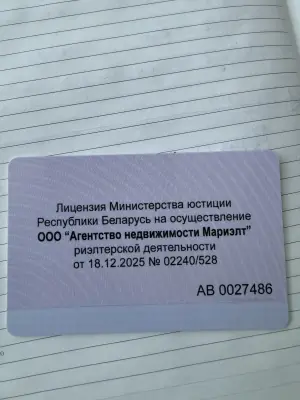 Лицензия Министерства юстиции
Республики Беларусь на осуществление
ООО "Агентство недвижимости Мариэлт"
риэлтерской деятельности
от 18.12.2025 № 02240/528
АВ 0027486